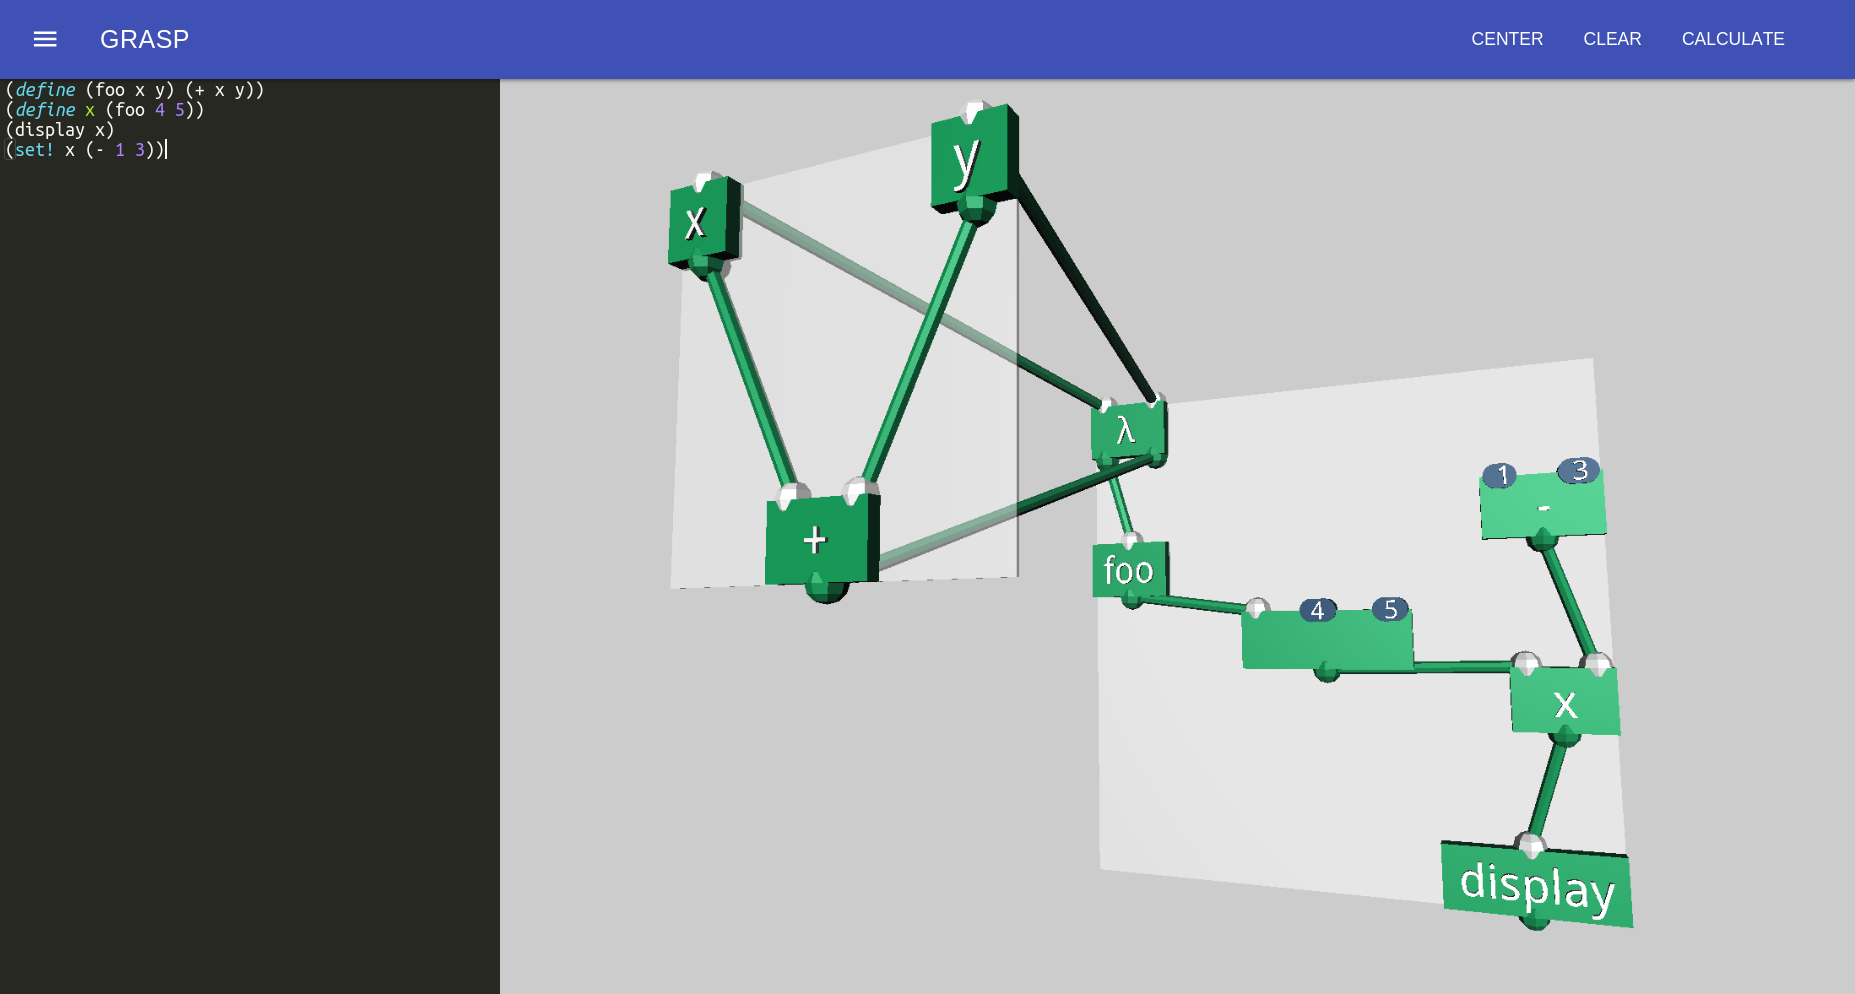 GRASP
CENTER CLEAR CALCULATE
(define (foo x y) (+ x y))
(define x (foo 4 5))
(display x)
(set! x (- 1 3))
y
x
λ
1 3
-
+
foo
4 5
x
display